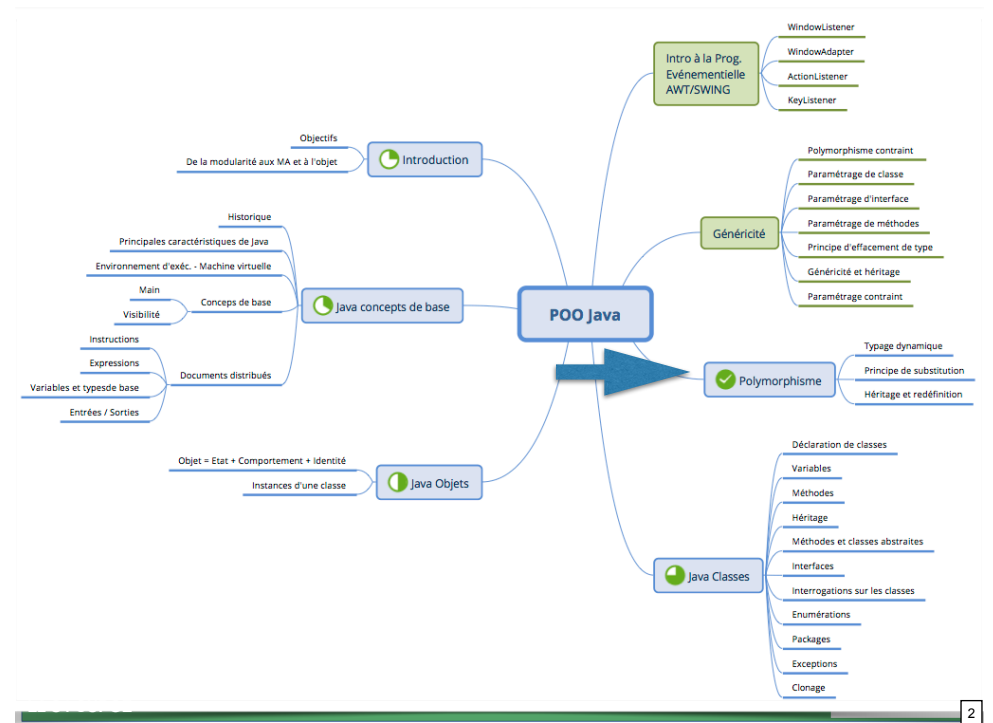 POO Java
Introduction
Objectifs
De la modularité aux MA et à l'objet
Java concepts de base
Historique
Principales caractéristiques de Java
Environnement d'exéc. - Machine virtuelle
Conceps de base
Main
Visibilité
Documents distribués
Instructions
Expressions
Variables et typesde base
Entrées / Sorties
Java Objets
Objet = Etat + Comportement + Identité
Instances d'une classe
Intro à la Prog.
Evénementielle
AWT/SWING
WindowListener
WindowAdapter
ActionListener
KeyListener
Généricité
Polymorphisme contraint
Paramétrage de classe
Paramétrage d'interface
Paramétrage de méthodes
Principe d'effacement de type
Généricité et héritage
Paramétrage contraint
Polymorphisme
Typage dynamique
Principe de substitution
Héritage et redéfinition
Java Classes
Déclaration de classes
Variables
Méthodes
Héritage
Méthodes et classes abstraites
Interfaces
Interrogations sur les classes
Enumérations
Packages
Exceptions
Clonage
2